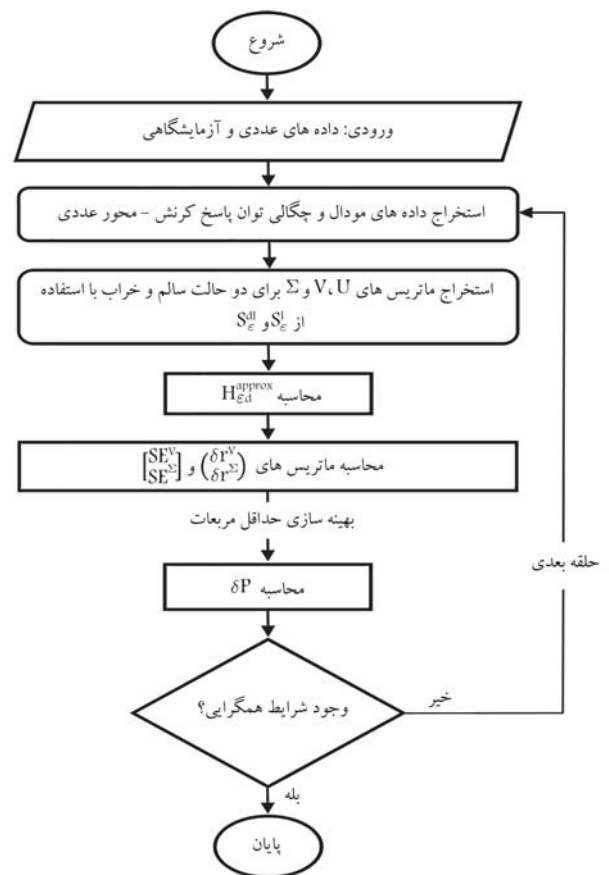 شروع
ورودی: داده های عددی و آزمایشگاهی
استخراج داده های مودال و چگالی توان پاسخ کرنش – محور عددی
استخراج ماتریس های V، U و Σ برای دو حالت سالم و خراب با استفاده
از S_ε^l و S_ε^dl
محاسبه H_εd^approx
محاسبه ماتریس های (δr^V δr^Σ) و [SE^V SE^Σ]
بهینه سازی حداقل مربعات
محاسبه δP
حلقه بعدی
وجود شرایط همگرایی؟
خیر
بله
پایان